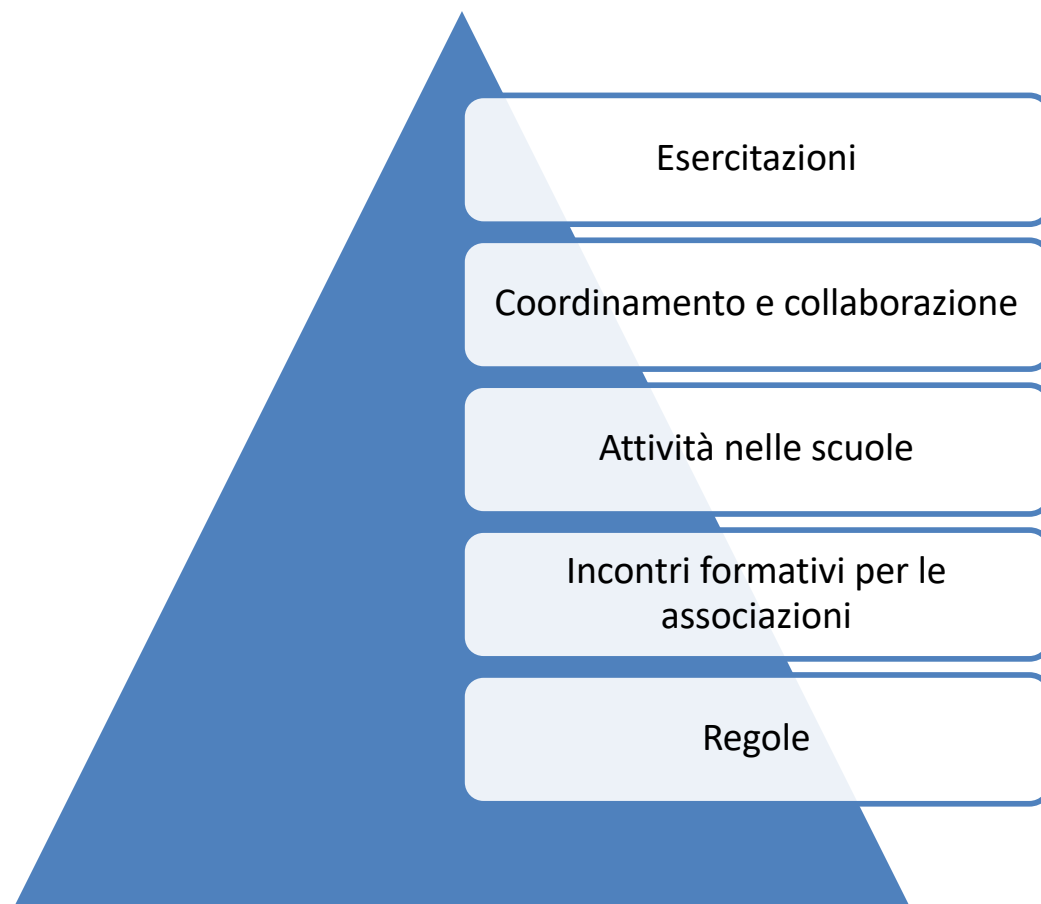 Esercitazioni
Coordinamento e collaborazione
Attività nelle scuole
Incontri formativi per le
associazioni
Regole